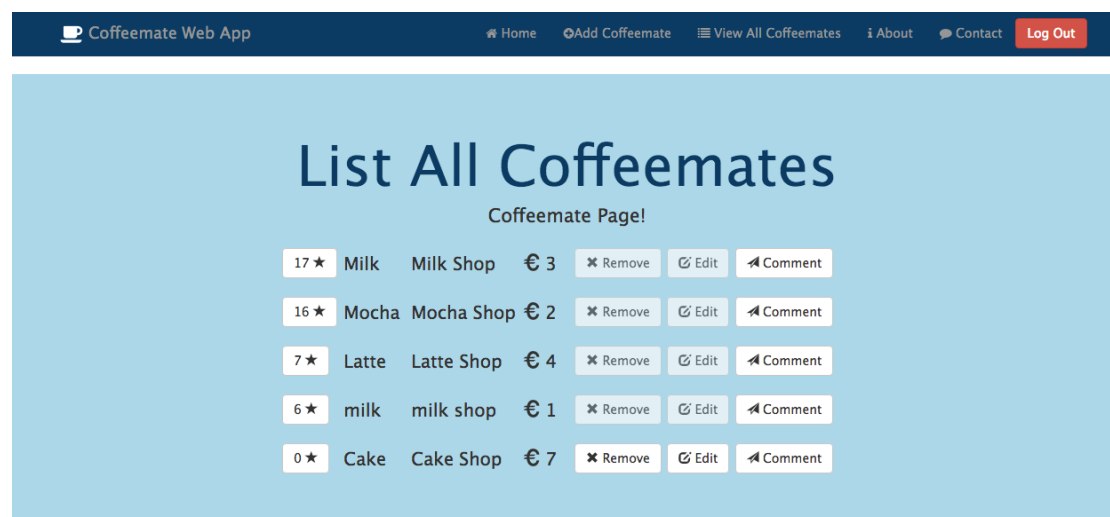 Coffeemate Web App Home Add Coffeemate View All Coffeemates i About Contact Log Out
List All Coffeemates
Coffeemate Page!
17 ★ Milk Milk Shop € 3 ✖ Remove Edit Comment
16 ★ Mocha Mocha Shop € 2 ✖ Remove Edit Comment
7 ★ Latte Latte Shop € 4 ✖ Remove Edit Comment
6 ★ milk milk shop € 1 ✖ Remove Edit Comment
0 ★ Cake Cake Shop € 7 ✖ Remove Edit Comment